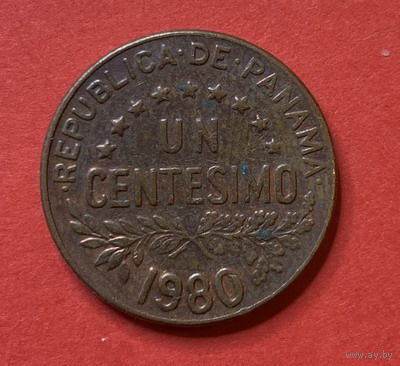 ·REPUBLICA·DE·PANAMA·
UN
CENTESIMO
1980
www.ay.by